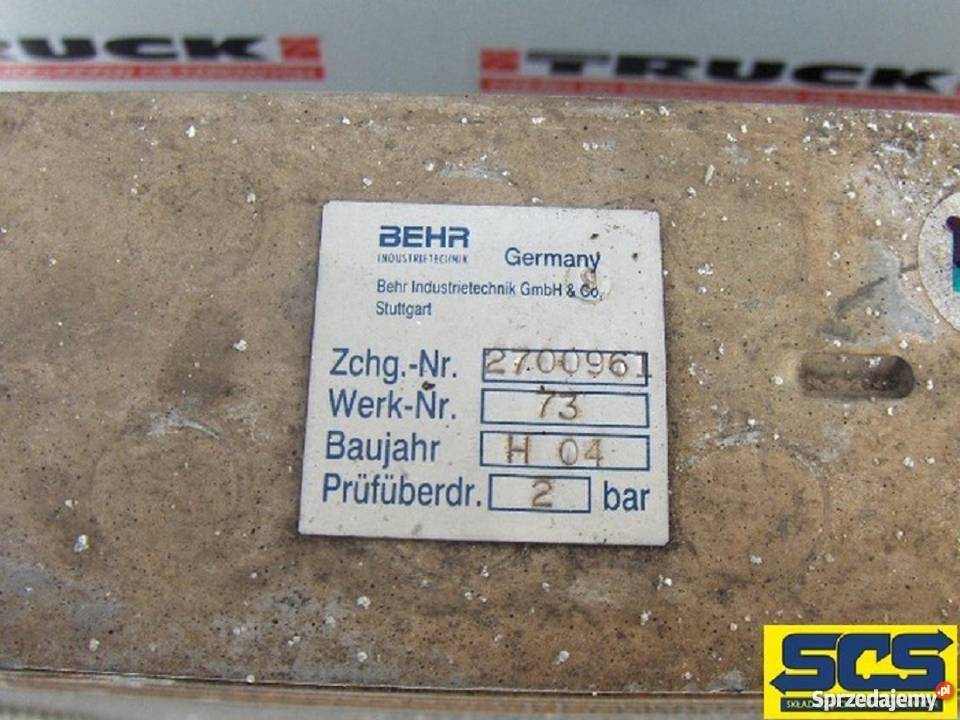 TRUCK
TRUCK
BEHR
INDUSTRIETECHNIK
Germany
Behr Industrietechnik GmbH & Co.
Stuttgart
Zchg.-Nr. 2700961
Werk-Nr. 73
Baujahr H 04
Prüfüberdr. 2 bar
SCS
Sprzedajemy.pl